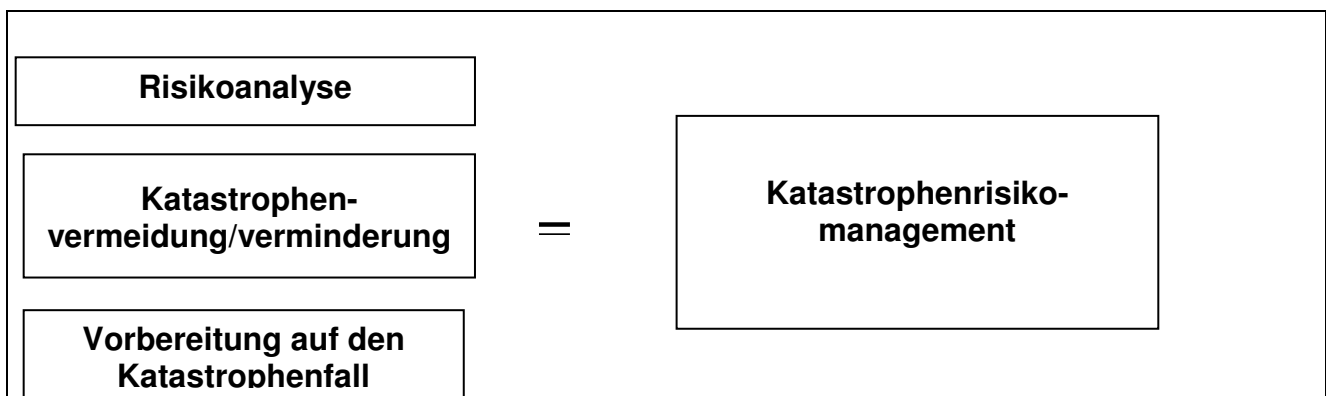 Risikoanalyse
Katastrophen-
vermeidung/verminderung
=
Katastrophenrisiko-
management
Vorbereitung auf den
Katastrophenfall